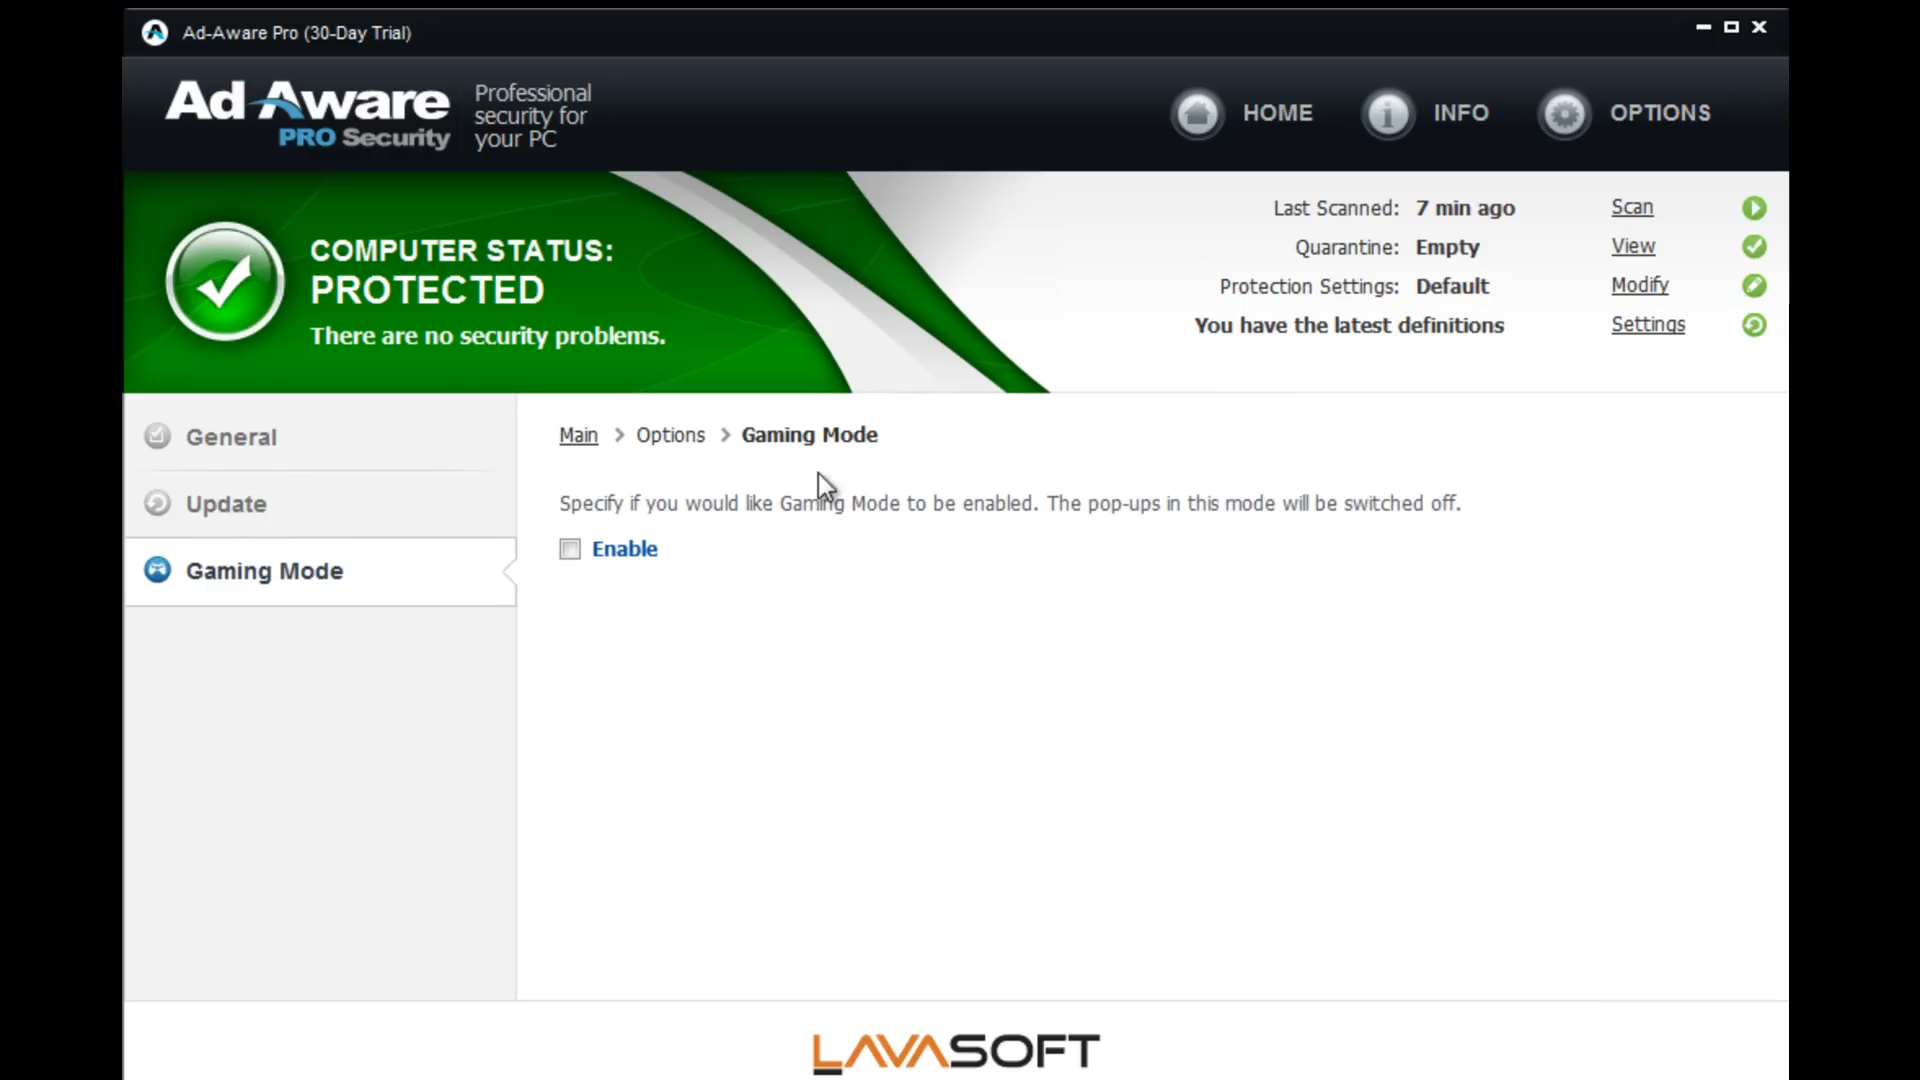 Ad-Aware Pro (30-Day Trial)
Ad-Aware
PRO Security
Professional
security for
your PC
HOME
INFO
OPTIONS
COMPUTER STATUS:
PROTECTED
There are no security problems.
Last Scanned: 7 min ago Scan
Quarantine: Empty View
Protection Settings: Default Modify
You have the latest definitions Settings
General
Update
Gaming Mode
Main > Options > Gaming Mode
Specify if you would like Gaming Mode to be enabled. The pop-ups in this mode will be switched off.
Enable
LAVASOFT